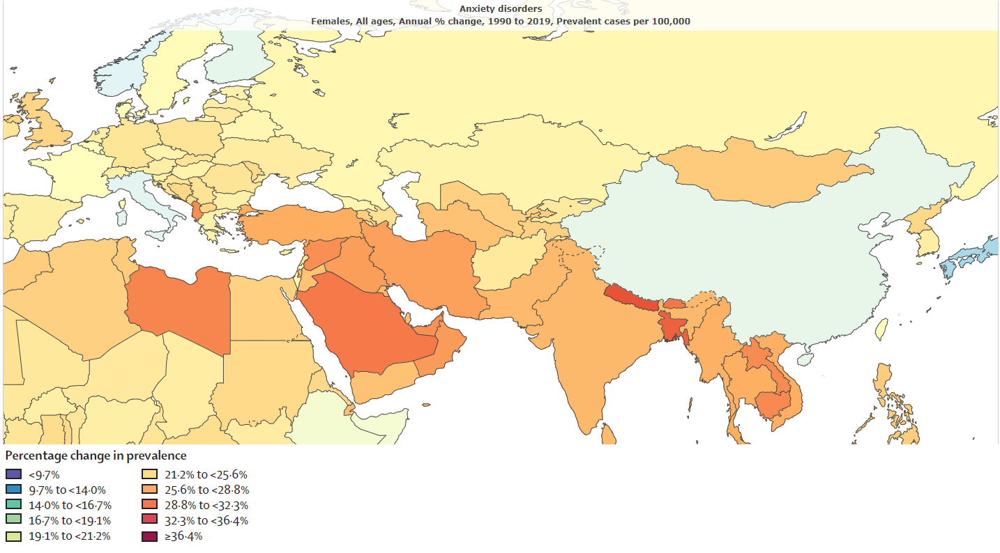 Anxiety disorders
Females, All ages, Annual % change, 1990 to 2019, Prevalent cases per 100,000
Percentage change in prevalence
<9·7%
9·7% to <14·0%
14·0% to <16·7%
16·7% to <19·1%
19·1% to <21·2%
21·2% to <25·6%
25·6% to <28·8%
28·8% to <32·3%
32·3% to <36·4%
≥36·4%